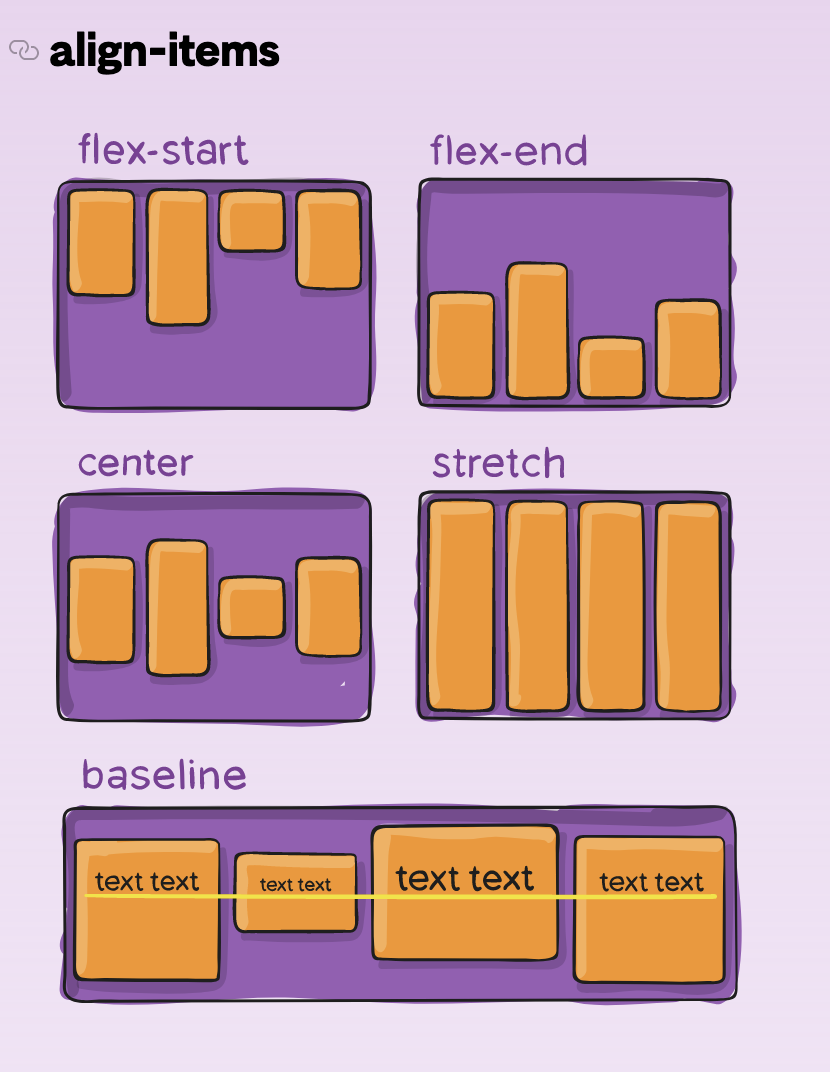 align-items
flex-start
flex-end
center
stretch
baseline
text text
text text
text text
text text